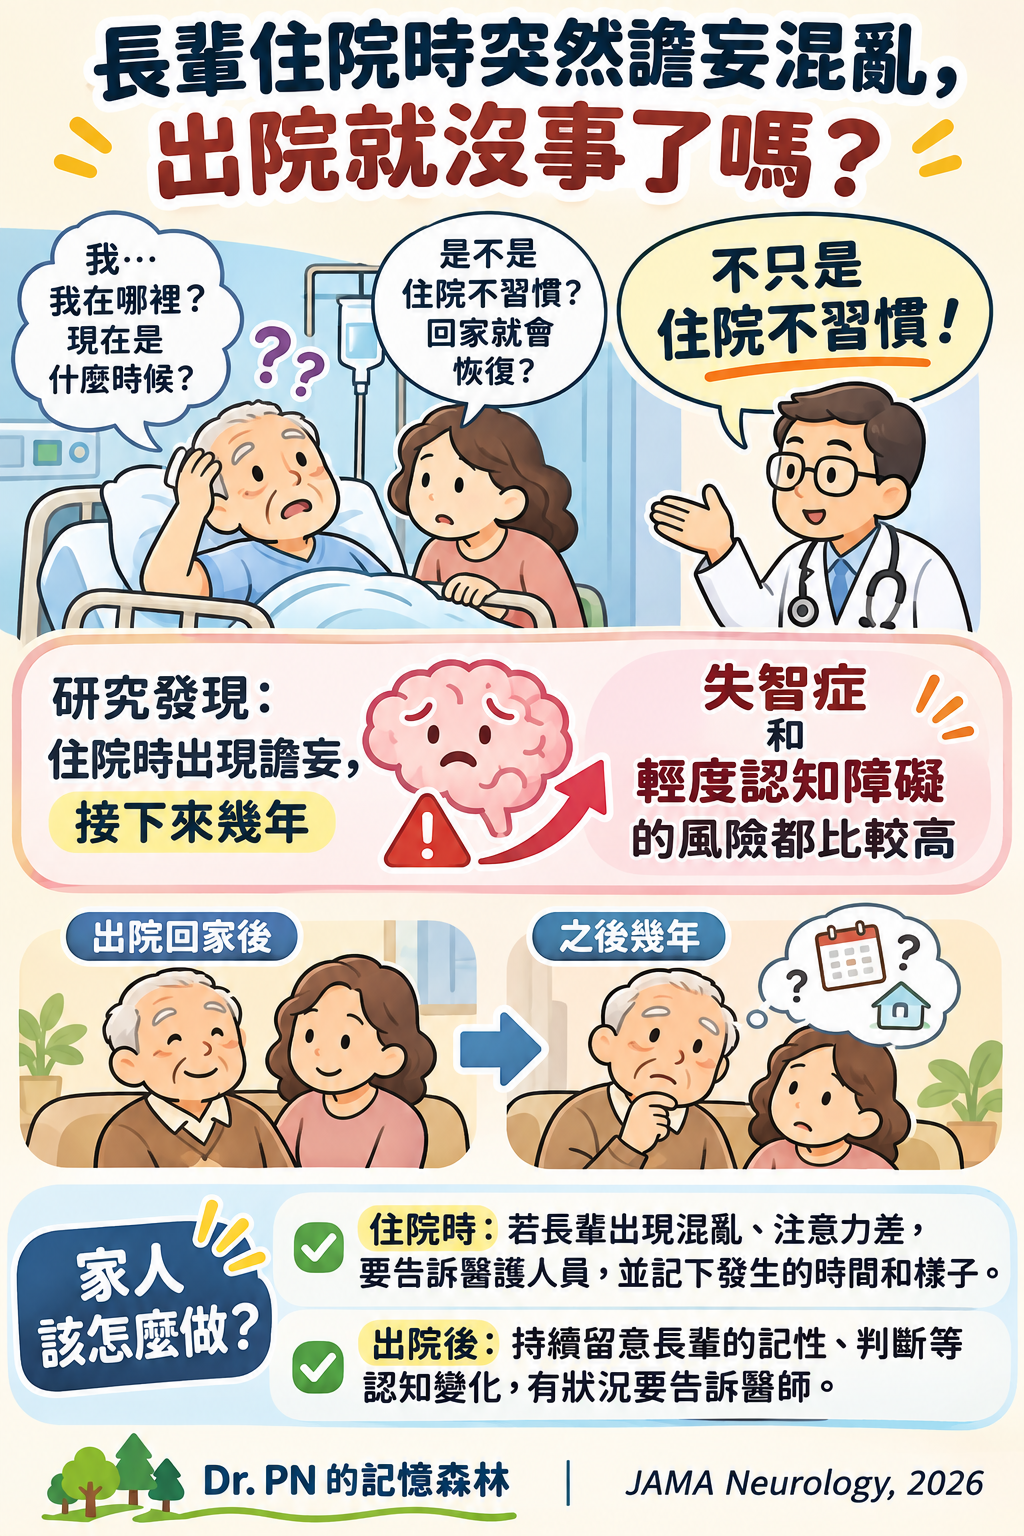 長輩住院時突然譫妄混亂，
出院就沒事了嗎？
我…
我在哪裡？
現在是
什麼時候？
??
是不是
住院不習慣？
回家就會
恢復？
不只是
住院不習慣！
研究發現：
住院時出現譫妄，
接下來幾年
!
失智症
和
輕度認知障礙
的風險都比較高
出院回家後
之後幾年
?
?
家人
該怎麼做？
住院時：若長輩出現混亂、注意力差，
要告訴醫護人員，並記下發生的時間和樣子。
出院後：持續留意長輩的記性、判斷等
認知變化，有狀況要告訴醫師。
Dr. PN 的記憶森林
JAMA Neurology, 2026